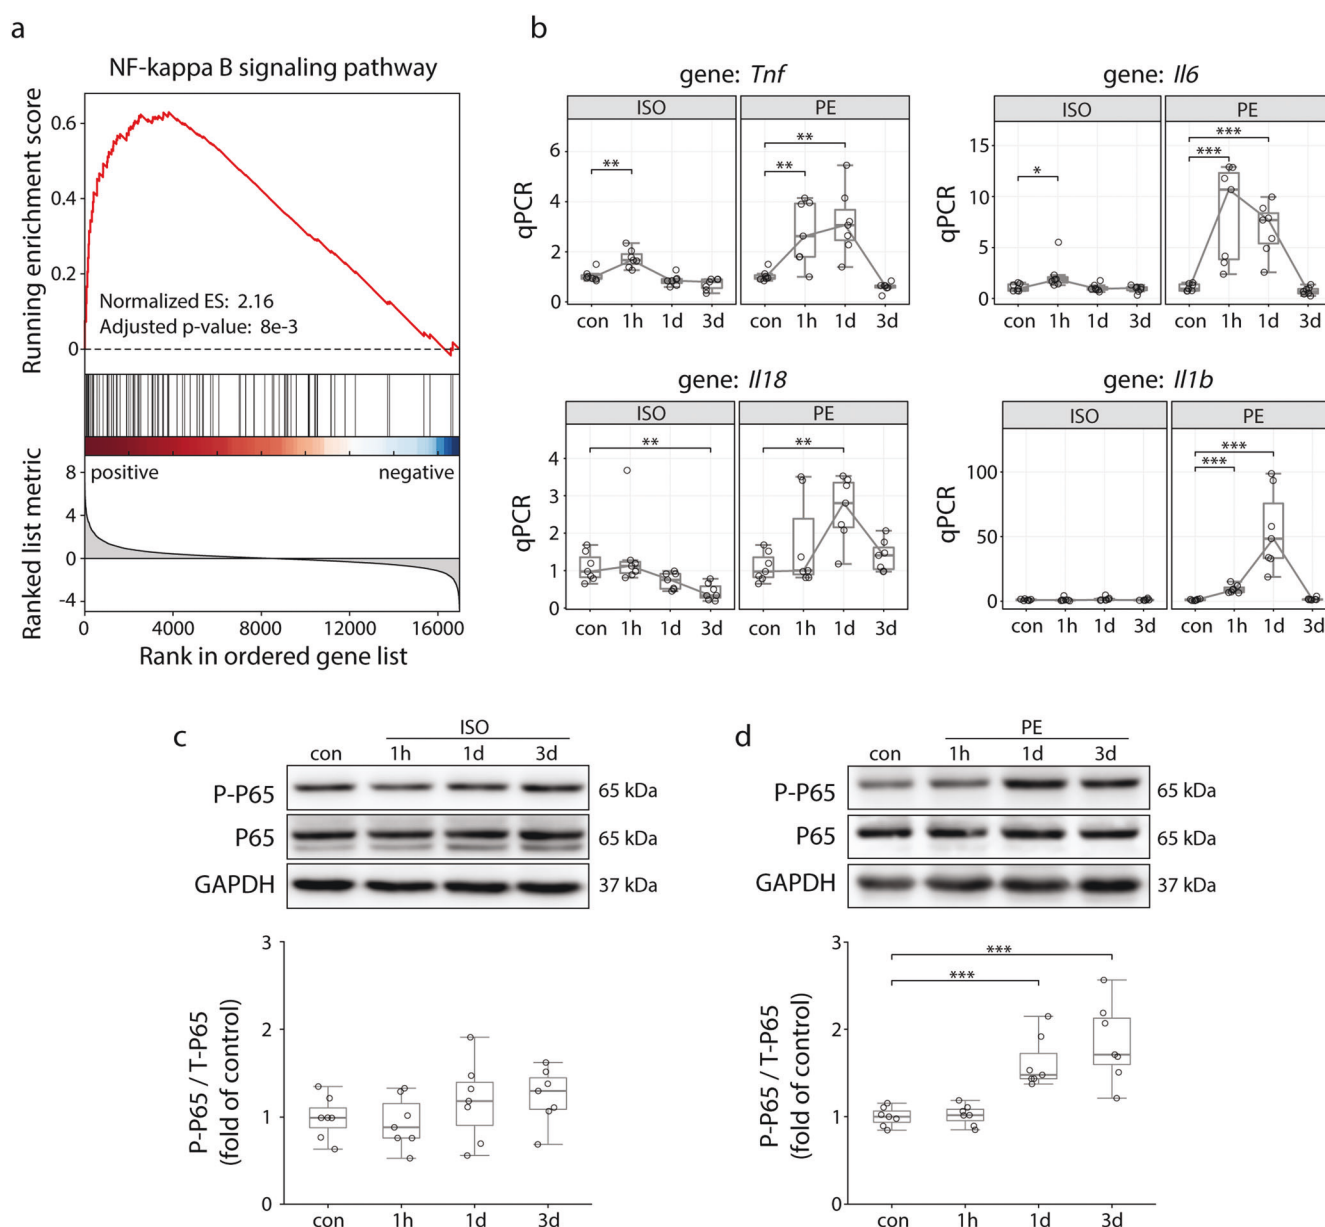 a
NF-kappa B signaling pathway
Running enrichment score
0.6
0.4
0.2
0
Normalized ES: 2.16
Adjusted p-value: 8e-3
Ranked list metric
8
4
0
-4
positive
negative
0
4000
8000
12000
16000
Rank in ordered gene list
b
gene: Tnf
ISO
PE
qPCR
6
4
2
0
**
**
**
con 1h 1d 3d
con 1h 1d 3d
gene: Il6
ISO
PE
qPCR
15
10
5
0
*
***
***
con 1h 1d 3d
con 1h 1d 3d
gene: Il18
ISO
PE
qPCR
4
3
2
1
0
**
**
con 1h 1d 3d
con 1h 1d 3d
gene: Il1b
ISO
PE
qPCR
100
50
0
***
***
con 1h 1d 3d
con 1h 1d 3d
c
ISO
con 1h 1d 3d
P-P65 65 kDa
P65 65 kDa
GAPDH 37 kDa
P-P65 / T-P65
(fold of control)
3
2
1
0
con 1h 1d 3d
d
PE
con 1h 1d 3d
P-P65 65 kDa
P65 65 kDa
GAPDH 37 kDa
P-P65 / T-P65
(fold of control)
3
2
1
0
***
***
con 1h 1d 3d